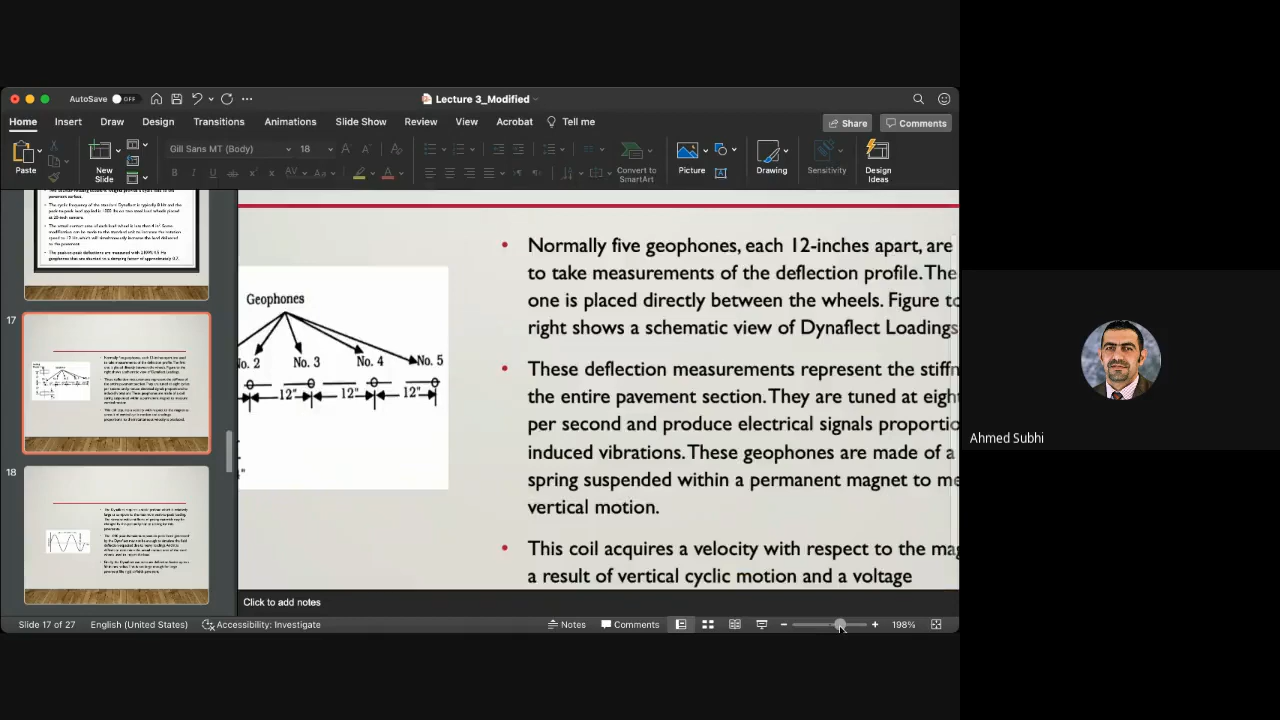 AutoSave OFF
Lecture 3_Modified
Home Insert Draw Design Transitions Animations Slide Show Review View Acrobat Tell me
Share Comments
Paste
New
Slide
Gill Sans MT (Body) 18
Convert to
SmartArt
Picture
Drawing
Sensitivity
Design
Ideas
17
18
Geophones
No. 2 No. 3 No. 4 No. 5
12" 12" 12"
• Normally five geophones, each 12-inches apart, are
to take measurements of the deflection profile. The
one is placed directly between the wheels. Figure to
right shows a schematic view of Dynaflect Loadings
• These deflection measurements represent the stiffn
the entire pavement section. They are tuned at eigh
per second and produce electrical signals proportio
induced vibrations. These geophones are made of a
spring suspended within a permanent magnet to me
vertical motion.
• This coil acquires a velocity with respect to the mag
a result of vertical cyclic motion and a voltage
Click to add notes
Slide 17 of 27 English (United States) Accessibility: Investigate
Notes Comments 198%
Ahmed Subhi